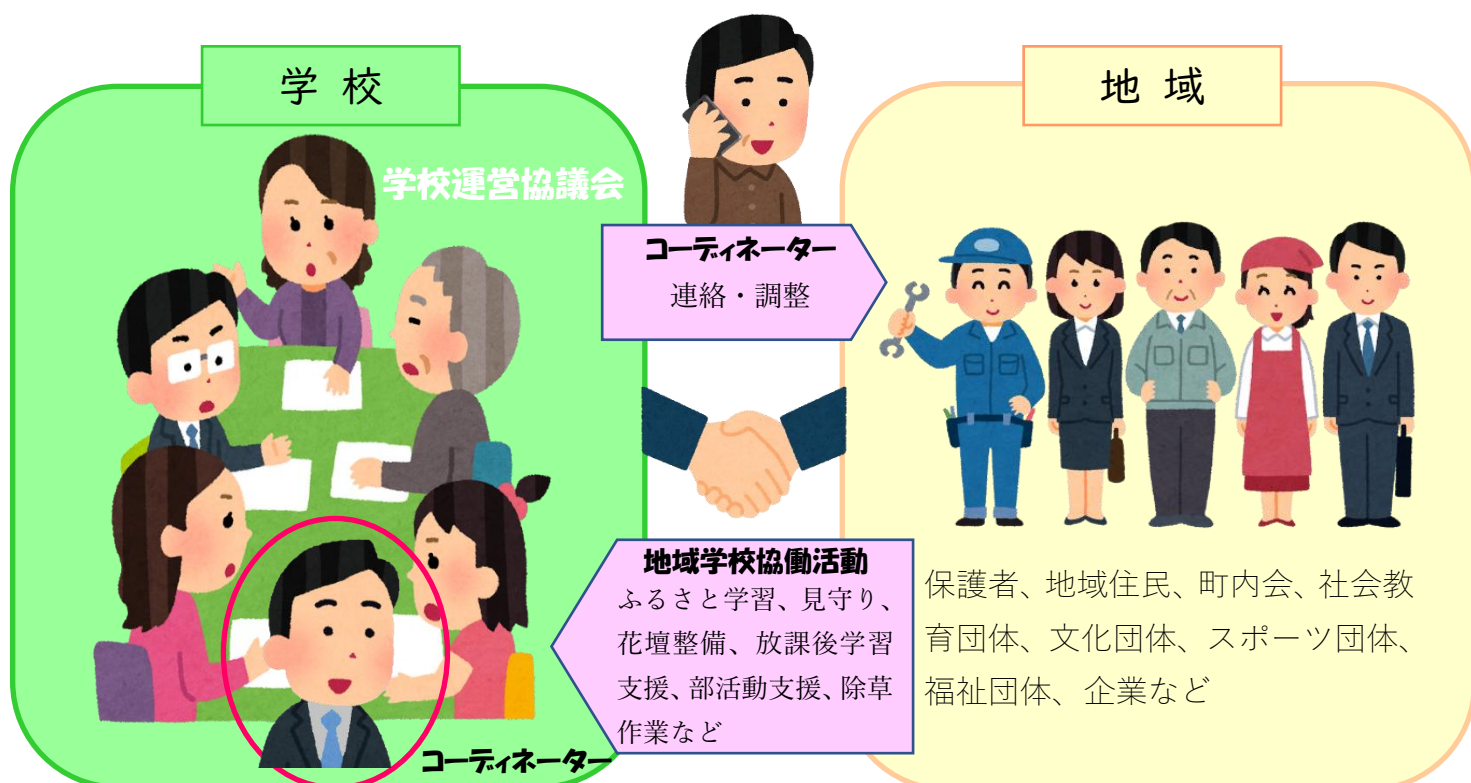 学校
学校運営協議会
コーディネーター
コーディネーター
連絡・調整
地域学校協働活動
ふるさと学習、見守り、
花壇整備、放課後学習
支援、部活動支援、除草
作業など
地域
保護者、地域住民、町内会、社会教
育団体、文化団体、スポーツ団体、
福祉団体、企業など